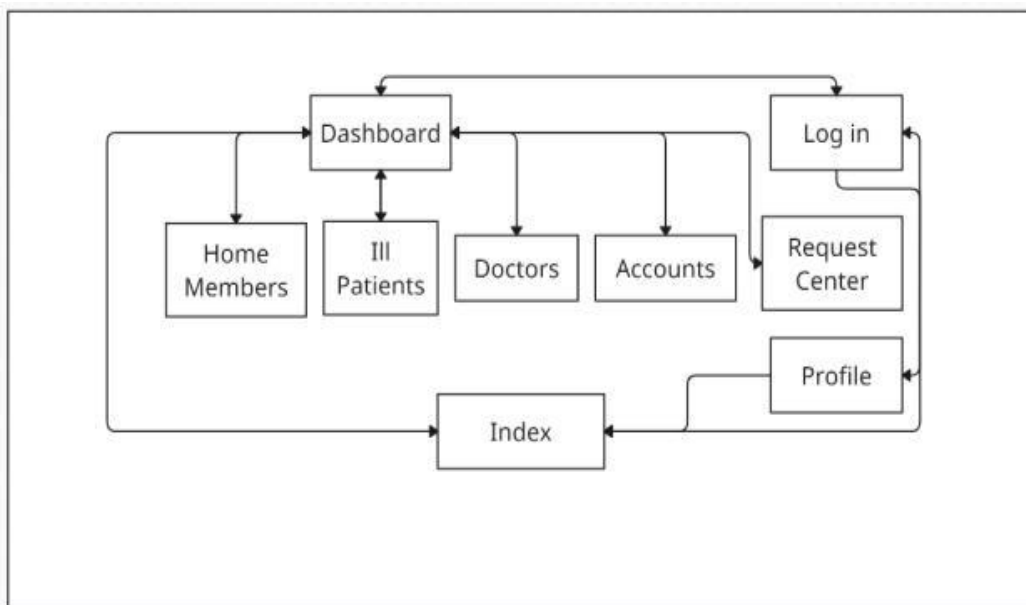 Dashboard
Log in
Home
Members
Ill
Patients
Doctors
Accounts
Request
Center
Profile
Index